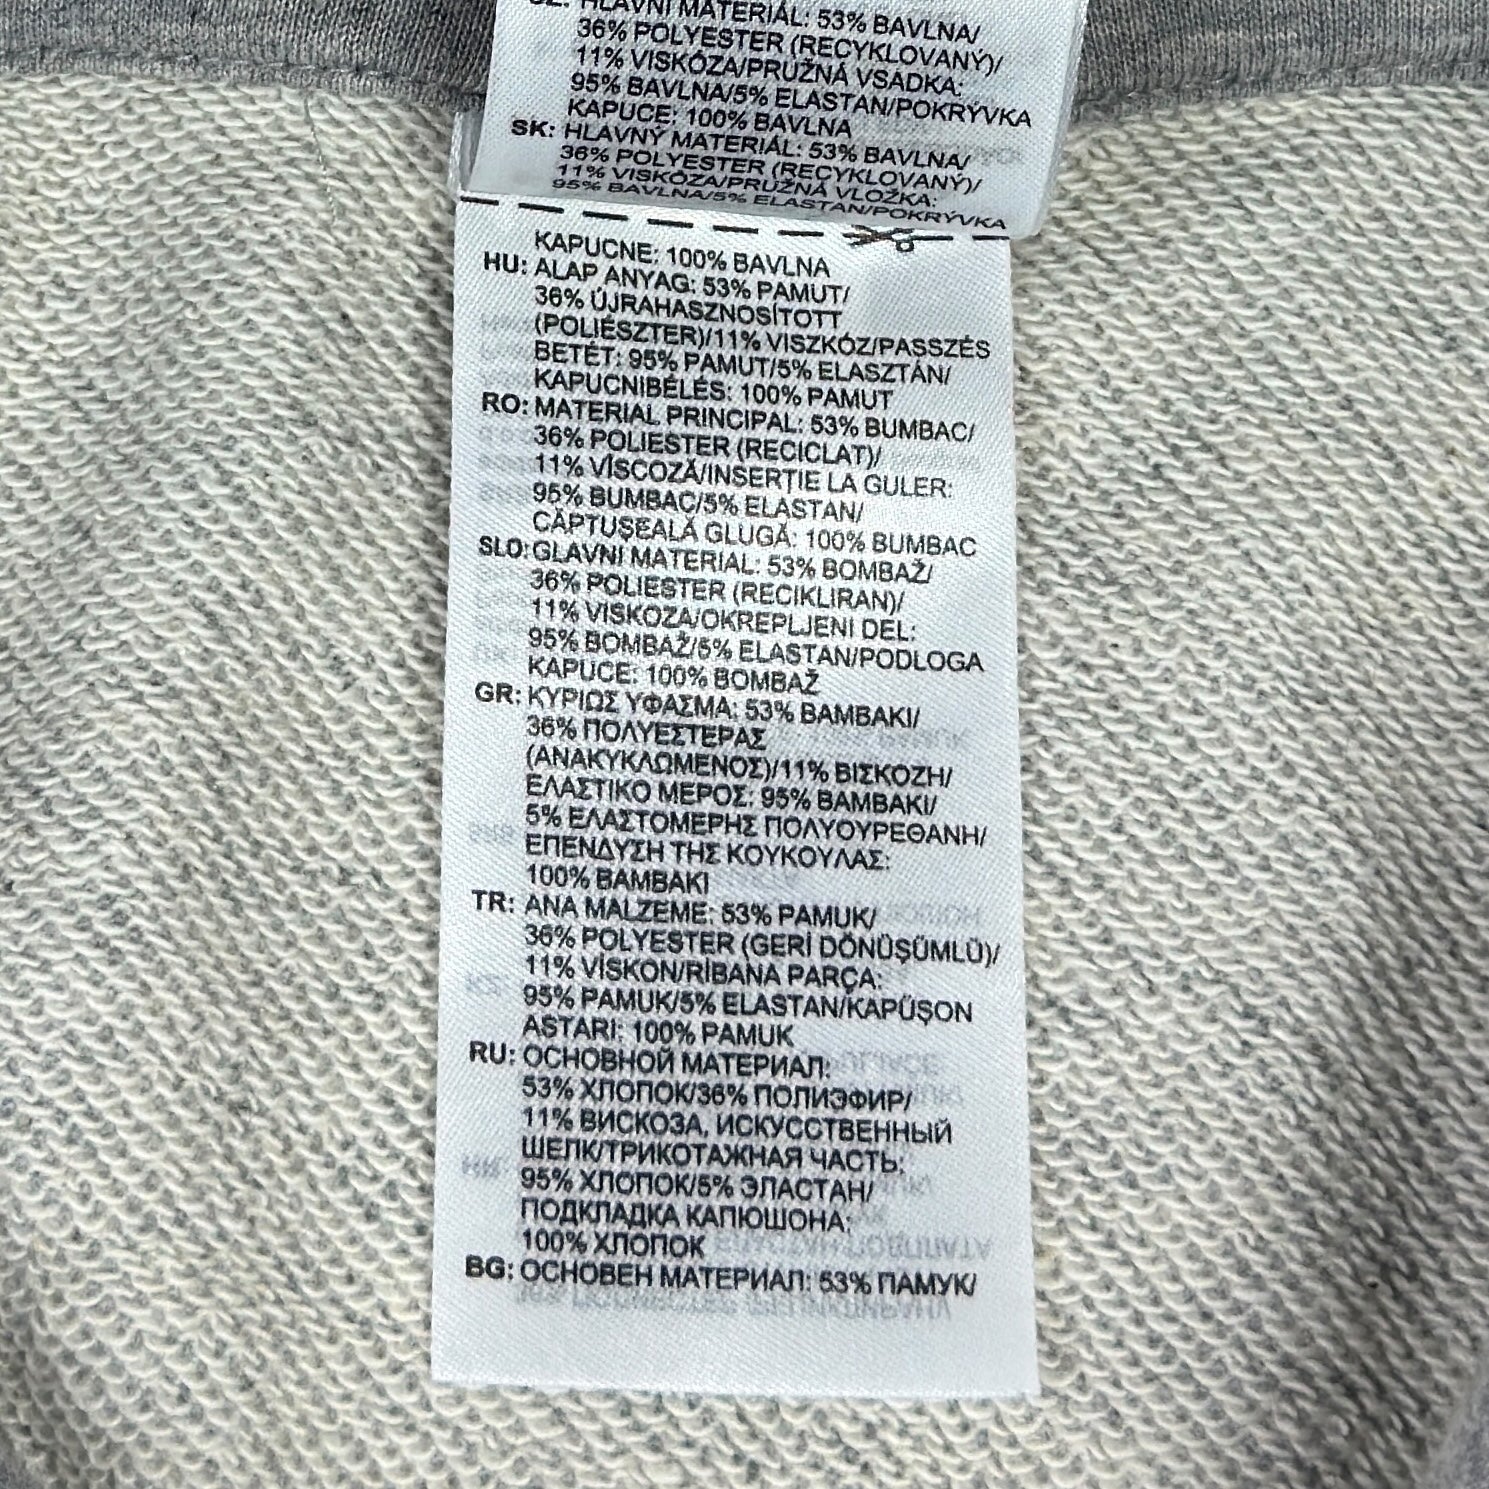 CZ: HLAVNÍ MATERIÁL: 53% BAVLNA/
36% POLYESTER (RECYKLOVANÝ)/
11% VISKÓZA/PRUŽNÁ VSADKA:
95% BAVLNA/5% ELASTAN/POKRÝVKA
KAPUCE: 100% BAVLNA
SK: HLAVNÝ MATERIÁL: 53% BAVLNA/
36% POLYESTER (RECYKLOVANÝ)/
11% VISKÓZA/PRUŽNÁ VLOŽKA:
95% BAVLNA/5% ELASTAN/POKRÝVKA
KAPUCNE: 100% BAVLNA
HU: ALAP ANYAG: 53% PAMUT/
36% ÚJRAHASZNOSÍTOTT
(POLIÉSZTER)/11% VISZKÓZ/PASSZÉS
BETÉT: 95% PAMUT/5% ELASZTÁN/
KAPUCNIBÉLÉS: 100% PAMUT
RO: MATERIAL PRINCIPAL: 53% BUMBAC/
36% POLIESTER (RECICLAT)/
11% VÎSCOZĂ/INSERȚIE LA GULER:
95% BUMBAC/5% ELASTAN/
CĂPTUȘEALĂ GLUGĂ: 100% BUMBAC
SLO: GLAVNI MATERIAL: 53% BOMBAŽ/
36% POLIESTER (RECIKLIRAN)/
11% VISKOZA/OKREPLJENI DEL:
95% BOMBAŽ/5% ELASTAN/PODLOGA
KAPUCE: 100% BOMBAŽ
GR: ΚΥΡΙΩΣ ΥΦΑΣΜΑ: 53% ΒΑΜΒΑΚΙ/
36% ΠΟΛΥΕΣΤΕΡΑΣ
(ΑΝΑΚΥΚΛΩΜΕΝΟΣ)/11% ΒΙΣΚΟΖΗ/
ΕΛΑΣΤΙΚΟ ΜΕΡΟΣ: 95% ΒΑΜΒΑΚΙ/
5% ΕΛΑΣΤΟΜΕΡΗΣ ΠΟΛΥΟΥΡΕΘΑΝΗ/
ΕΠΕΝΔΥΣΗ ΤΗΣ ΚΟΥΚΟΥΛΑΣ:
100% ΒΑΜΒΑΚΙ
TR: ANA MALZEME: 53% PAMUK/
36% POLYESTER (GERİ DÖNÜŞÜMLÜ)/
11% VİSKON/RİBANA PARÇA:
95% PAMUK/5% ELASTAN/KAPÜŞON
ASTARI: 100% PAMUK
RU: ОСНОВНОЙ МАТЕРИАЛ:
53% ХЛОПОК/36% ПОЛИЭФИР/
11% ВИСКОЗА, ИСКУССТВЕННЫЙ
ШЕЛК/ТРИКОТАЖНАЯ ЧАСТЬ:
95% ХЛОПОК/5% ЭЛАСТАН/
ПОДКЛАДКА КАПЮШОНА:
100% ХЛОПОК
BG: ОСНОВЕН МАТЕРИАЛ: 53% ПАМУК/